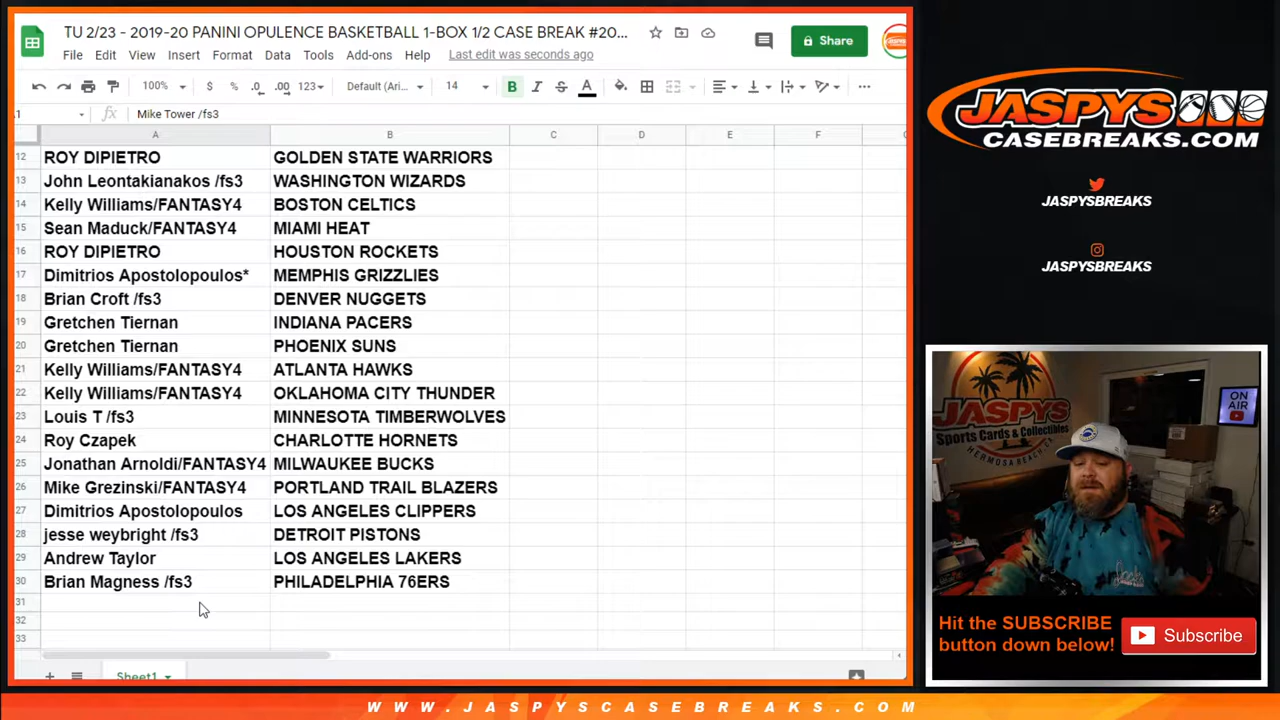 TU 2/23 - 2019-20 PANINI OPULENCE BASKETBALL 1-BOX 1/2 CASE BREAK #20...
File Edit View Insert Format Data Tools Add-ons Help Last edit was seconds ago
Share
100% $ % .0 .00 123 Default (Ari... 14 B I S A
Mike Tower /fs3
A B C D E F
12 ROY DIPIETRO GOLDEN STATE WARRIORS
13 John Leontakianakos /fs3 WASHINGTON WIZARDS
14 Kelly Williams/FANTASY4 BOSTON CELTICS
15 Sean Maduck/FANTASY4 MIAMI HEAT
16 ROY DIPIETRO HOUSTON ROCKETS
17 Dimitrios Apostolopoulos* MEMPHIS GRIZZLIES
18 Brian Croft /fs3 DENVER NUGGETS
19 Gretchen Tiernan INDIANA PACERS
20 Gretchen Tiernan PHOENIX SUNS
21 Kelly Williams/FANTASY4 ATLANTA HAWKS
22 Kelly Williams/FANTASY4 OKLAHOMA CITY THUNDER
23 Louis T /fs3 MINNESOTA TIMBERWOLVES
24 Roy Czapek CHARLOTTE HORNETS
25 Jonathan Arnoldi/FANTASY4 MILWAUKEE BUCKS
26 Mike Grezinski/FANTASY4 PORTLAND TRAIL BLAZERS
27 Dimitrios Apostolopoulos LOS ANGELES CLIPPERS
28 jesse weybright /fs3 DETROIT PISTONS
29 Andrew Taylor LOS ANGELES LAKERS
30 Brian Magness /fs3 PHILADELPHIA 76ERS
31
32
33
Sheet1
JASPYS
CASEBREAKS.COM
JASPYSBREAKS
JASPYSBREAKS
JASPYS
Sports Cards & Collectibles
HERMOSA BEACH, CA
ON
AIR
Hit the SUBSCRIBE
button down below!
Subscribe
WWW.JASPYSCASEBREAKS.COM